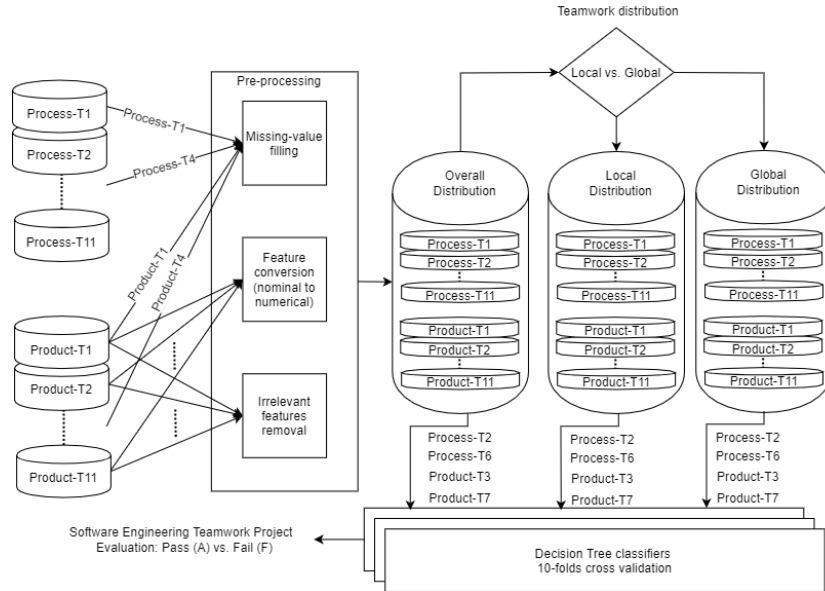 Teamwork distribution
Local vs. Global
Pre-processing
Process-T1
Process-T2
Process-T11
Process-T1
Process-T4
Product-T1
Product-T4
Missing-value
filling
Feature
conversion
(nominal to
numerical)
Irrelevant
features
removal
Product-T1
Product-T2
Product-T11
Overall
Distribution
Process-T1
Process-T2
Process-T11
Product-T1
Product-T2
Product-T11
Local
Distribution
Process-T1
Process-T2
Process-T11
Product-T1
Product-T2
Product-T11
Global
Distribution
Process-T1
Process-T2
Process-T11
Product-T1
Product-T2
Product-T11
Process-T2
Process-T6
Product-T3
Product-T7
Process-T2
Process-T6
Product-T3
Product-T7
Process-T2
Process-T6
Product-T3
Product-T7
Software Engineering Teamwork Project
Evaluation: Pass (A) vs. Fail (F)
Decision Tree classifiers
10-folds cross validation